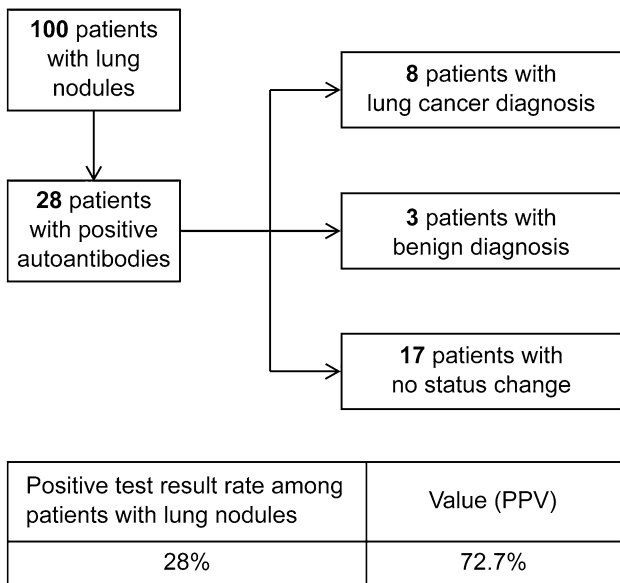 100 patients
with lung
nodules
28 patients
with positive
autoantibodies
8 patients with
lung cancer diagnosis
3 patients with
benign diagnosis
17 patients with
no status change
Positive test result rate among
patients with lung nodules
Value (PPV)
28%
72.7%